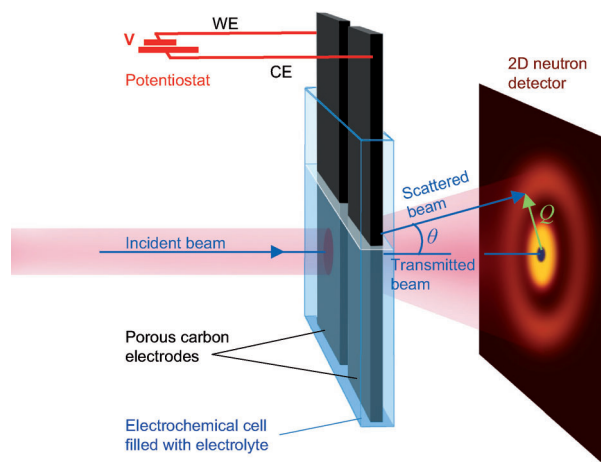 WE
V
Potentiostat
CE
2D neutron
detector
Scattered
beam
Q
θ
Incident beam
Transmitted
beam
Porous carbon
electrodes
Electrochemical cell
filled with electrolyte